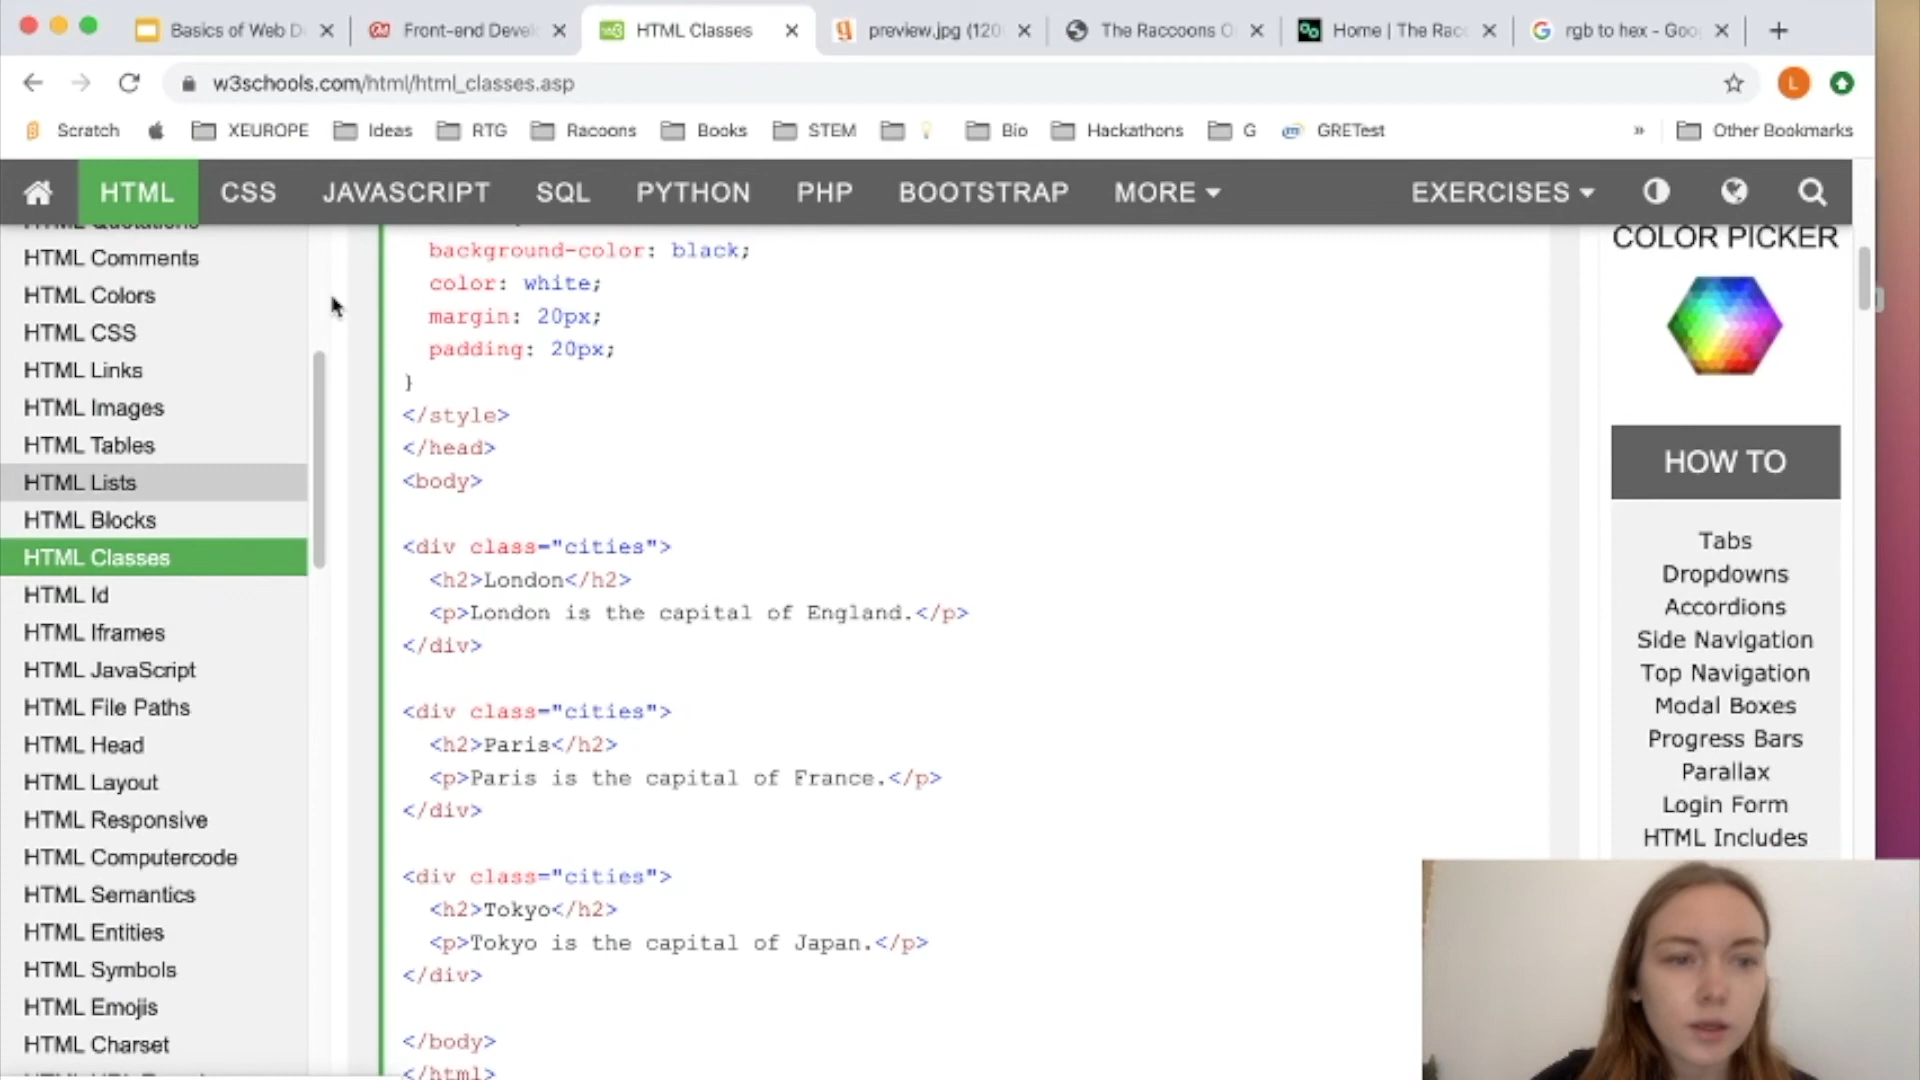 Basics of Web D
Front-end Devel
HTML Classes
preview.jpg (120
The Raccoons O
Home | The Rac
rgb to hex - Goo
w3schools.com/html/html_classes.asp
L
Scratch
XEUROPE
Ideas
RTG
Racoons
Books
STEM
Bio
Hackathons
G
GRETest
»
Other Bookmarks
HTML
CSS
JAVASCRIPT
SQL
PYTHON
PHP
BOOTSTRAP
MORE
EXERCISES
HTML Quotations
HTML Comments
HTML Colors
HTML CSS
HTML Links
HTML Images
HTML Tables
HTML Lists
HTML Blocks
HTML Classes
HTML Id
HTML Iframes
HTML JavaScript
HTML File Paths
HTML Head
HTML Layout
HTML Responsive
HTML Computercode
HTML Semantics
HTML Entities
HTML Symbols
HTML Emojis
HTML Charset
background-color: black;
color: white;
margin: 20px;
padding: 20px;
}
</style>
</head>
<body>
<div class="cities">
<h2>London</h2>
<p>London is the capital of England.</p>
</div>
<div class="cities">
<h2>Paris</h2>
<p>Paris is the capital of France.</p>
</div>
<div class="cities">
<h2>Tokyo</h2>
<p>Tokyo is the capital of Japan.</p>
</div>
</body>
</html>
COLOR PICKER
HOW TO
Tabs
Dropdowns
Accordions
Side Navigation
Top Navigation
Modal Boxes
Progress Bars
Parallax
Login Form
HTML Includes